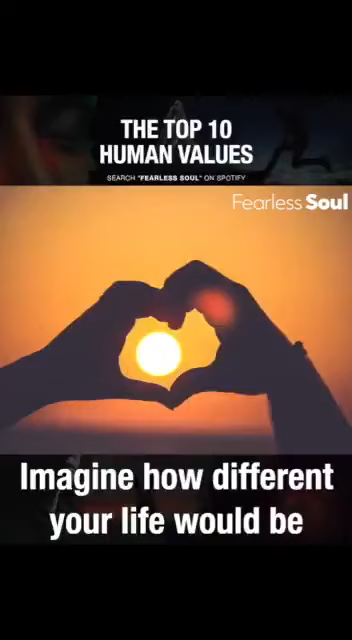 THE TOP 10
HUMAN VALUES
SEARCH "FEARLESS SOUL" ON SPOTIFY
Fearless Soul
Imagine how different
your life would be